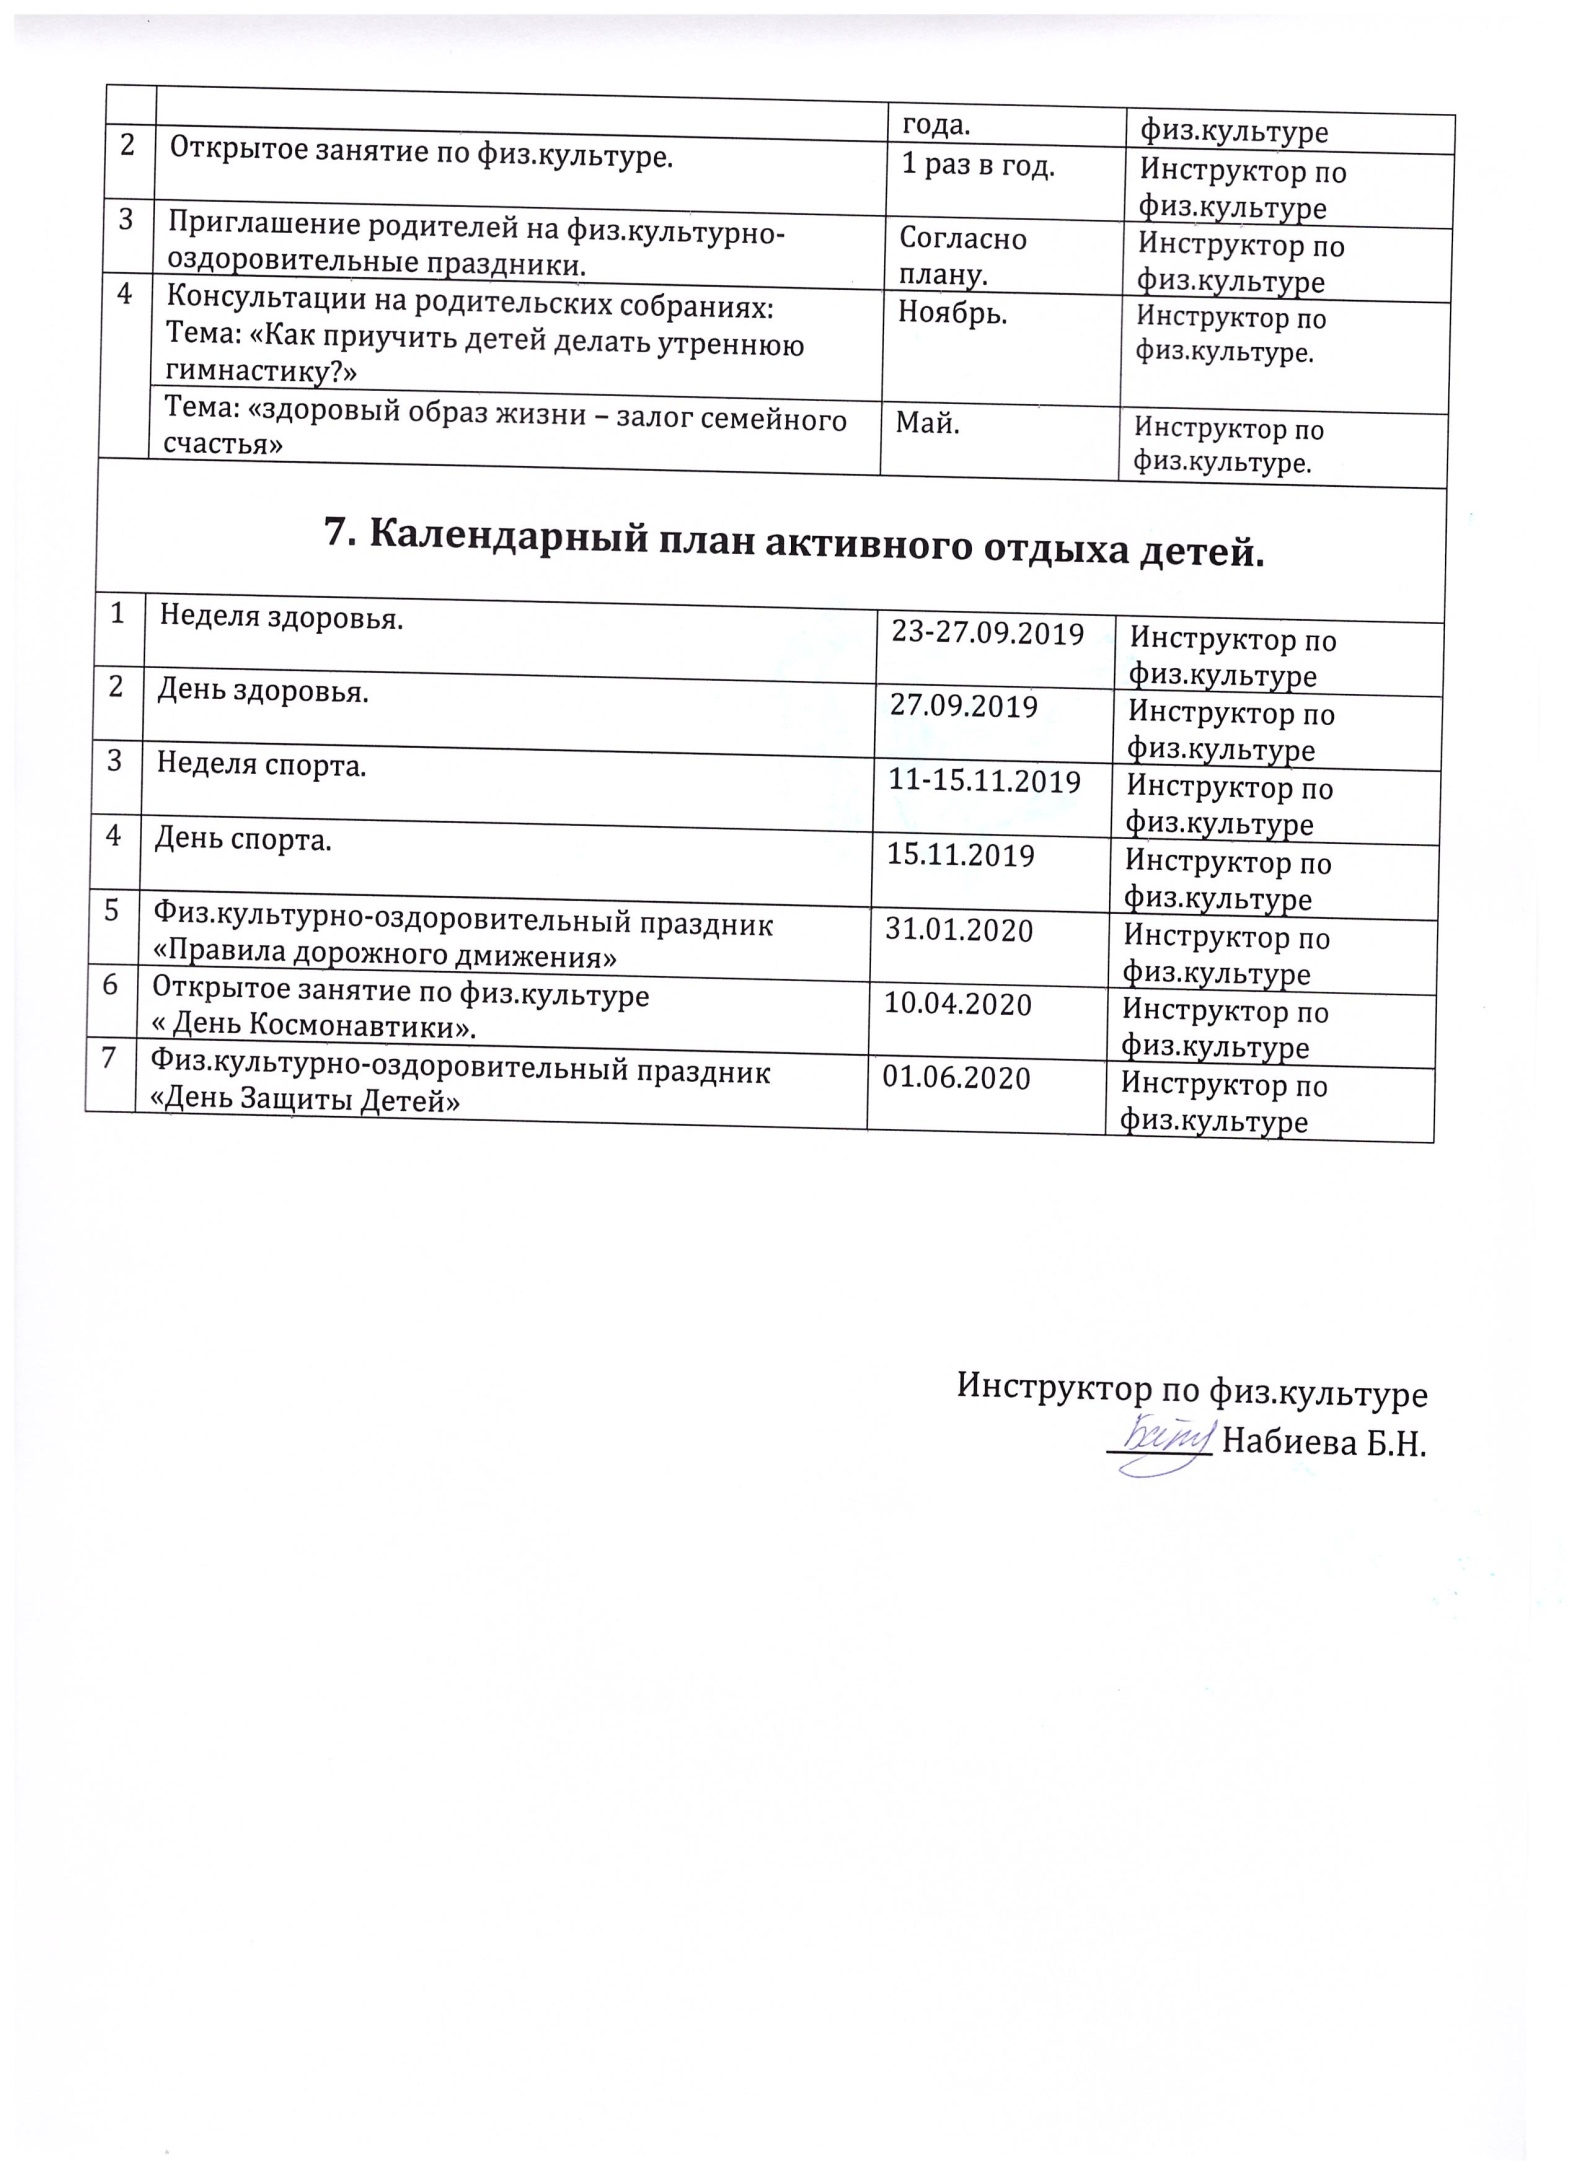 года.
физ.культуре
2
Открытое занятие по физ.культуре.
1 раз в год.
Инструктор по
физ.культуре
3
Приглашение родителей на физ.культурно-
оздоровительные праздники.
Согласно
плану.
Инструктор по
физ.культуре
4
Консультации на родительских собраниях:
Тема: «Как приучить детей делать утреннюю
гимнастику?»
Ноябрь.
Инструктор по
физ.культуре.
Тема: «здоровый образ жизни – залог семейного
счастья»
Май.
Инструктор по
физ.культуре.
7. Календарный план активного отдыха детей.
1
Неделя здоровья.
23-27.09.2019
Инструктор по
физ.культуре
2
День здоровья.
27.09.2019
Инструктор по
физ.культуре
3
Неделя спорта.
11-15.11.2019
Инструктор по
физ.культуре
4
День спорта.
15.11.2019
Инструктор по
физ.культуре
5
Физ.культурно-оздоровительный праздник
«Правила дорожного дмижения»
31.01.2020
Инструктор по
физ.культуре
6
Открытое занятие по физ.культуре
« День Космонавтики».
10.04.2020
Инструктор по
физ.культуре
7
Физ.культурно-оздоровительный праздник
«День Защиты Детей»
01.06.2020
Инструктор по
физ.культуре
Инструктор по физ.культуре
Набиева Б.Н.